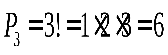 P₃ = 3! = 1×2×3 = 6